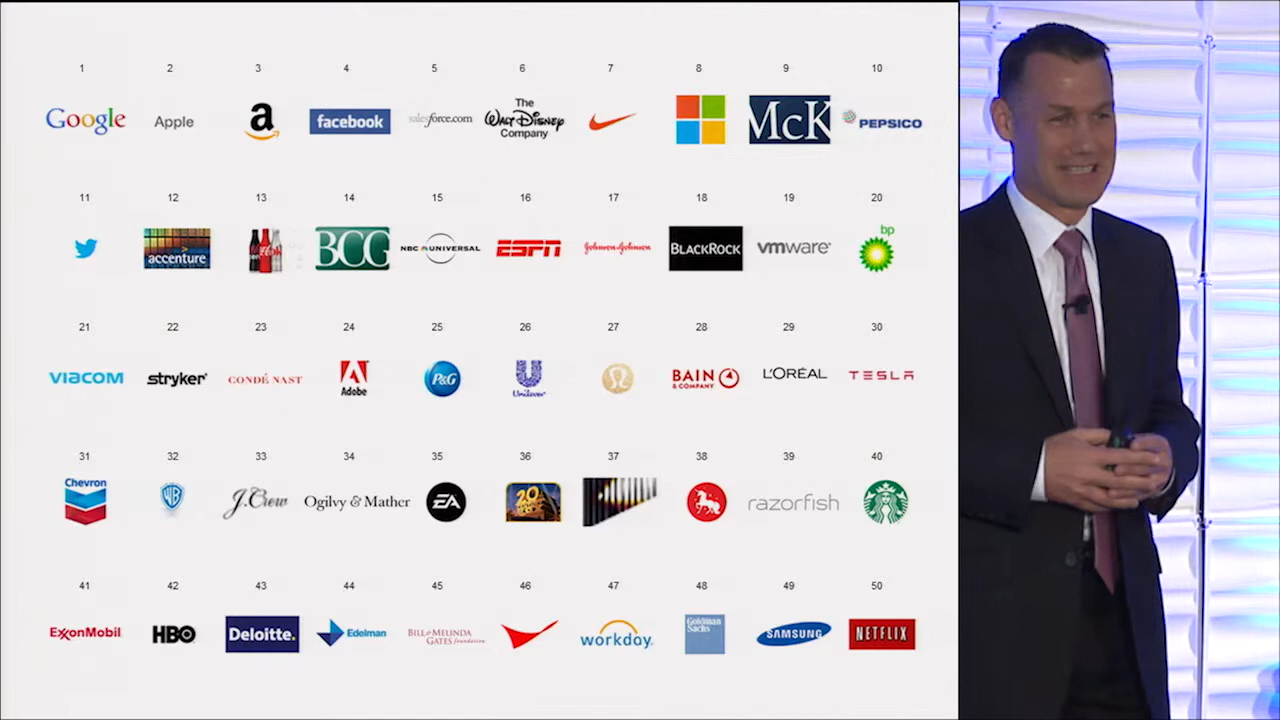 1 2 3 4 5 6 7 8 9 10
Google Apple a facebook salesforce.com The WALT DISNEY Company McK PEPSICO
11 12 13 14 15 16 17 18 19 20
accenture BCG NBC UNIVERSAL ESPN Johnson & Johnson BLACKROCK vmware bp
21 22 23 24 25 26 27 28 29 30
VIACOM stryker CONDÉ NAST Adobe P&G Unilever BAIN & COMPANY L'ORÉAL TESLA
31 32 33 34 35 36 37 38 39 40
Chevron WB J.Crew Ogilvy & Mather EA 20 razorfish
41 42 43 44 45 46 47 48 49 50
ExxonMobil HBO Deloitte. Edelman BILL & MELINDA GATES foundation workday. Goldman Sachs SAMSUNG NETFLIX